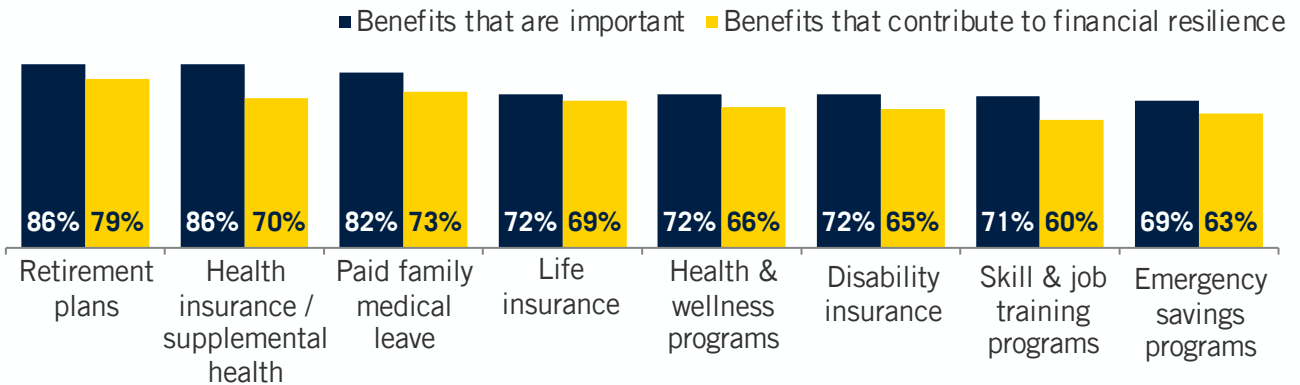 Benefits that are important Benefits that contribute to financial resilience
86% 79% 86% 70% 82% 73% 72% 69% 72% 66% 72% 65% 71% 60% 69% 63%
Retirement
plans
Health
insurance /
supplemental
health
Paid family
medical
leave
Life
insurance
Health &
wellness
programs
Disability
insurance
Skill & job
training
programs
Emergency
savings
programs